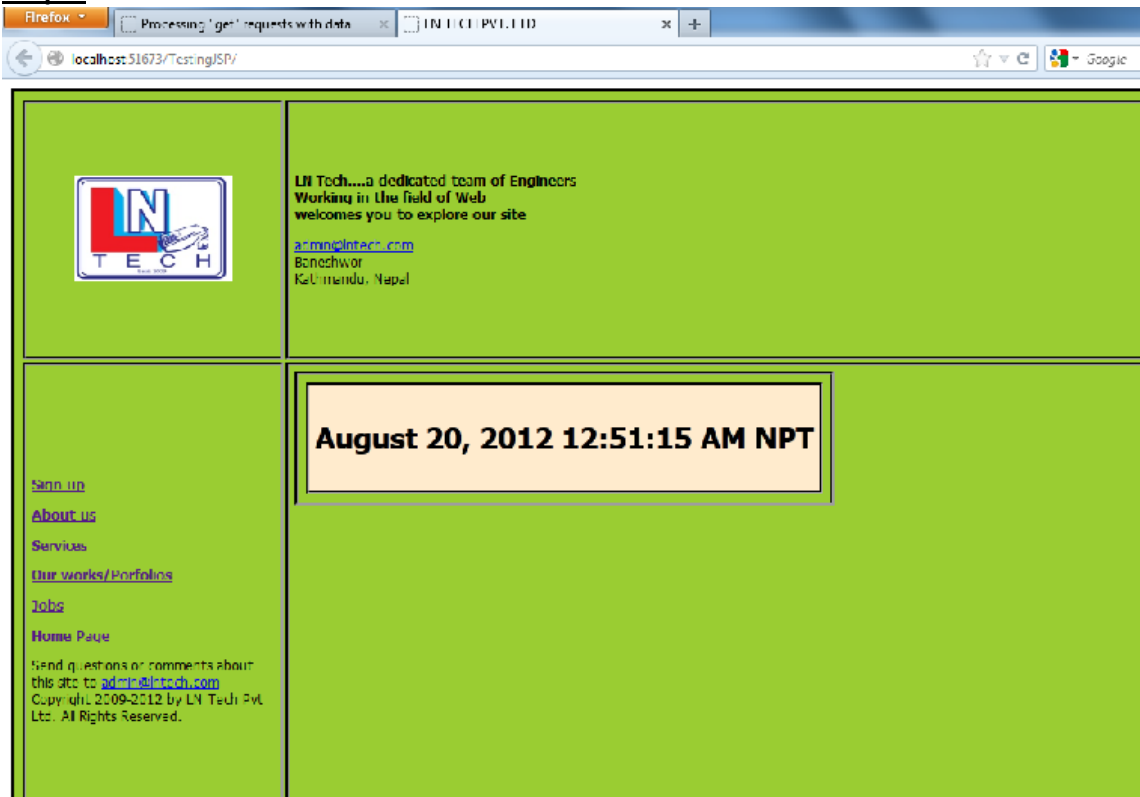 Firefox
Processing "get" requests with data
LN TECH PVT. LTD
localhost:51673/TestingJSP/
Google
LN
TECH
LN Tech....a dedicated team of Engineers
Working in the field of Web
welcomes you to explore our site
admin@lntech.com
Baneshwor
Kathmandu, Nepal
August 20, 2012 12:51:15 AM NPT
Sign up
About us
Services
Our works/Porfolios
Jobs
Home Page
Send questions or comments about
this site to admin@lntech.com
Copyright 2009-2012 by LN Tech Pvt
Ltd. All Rights Reserved.